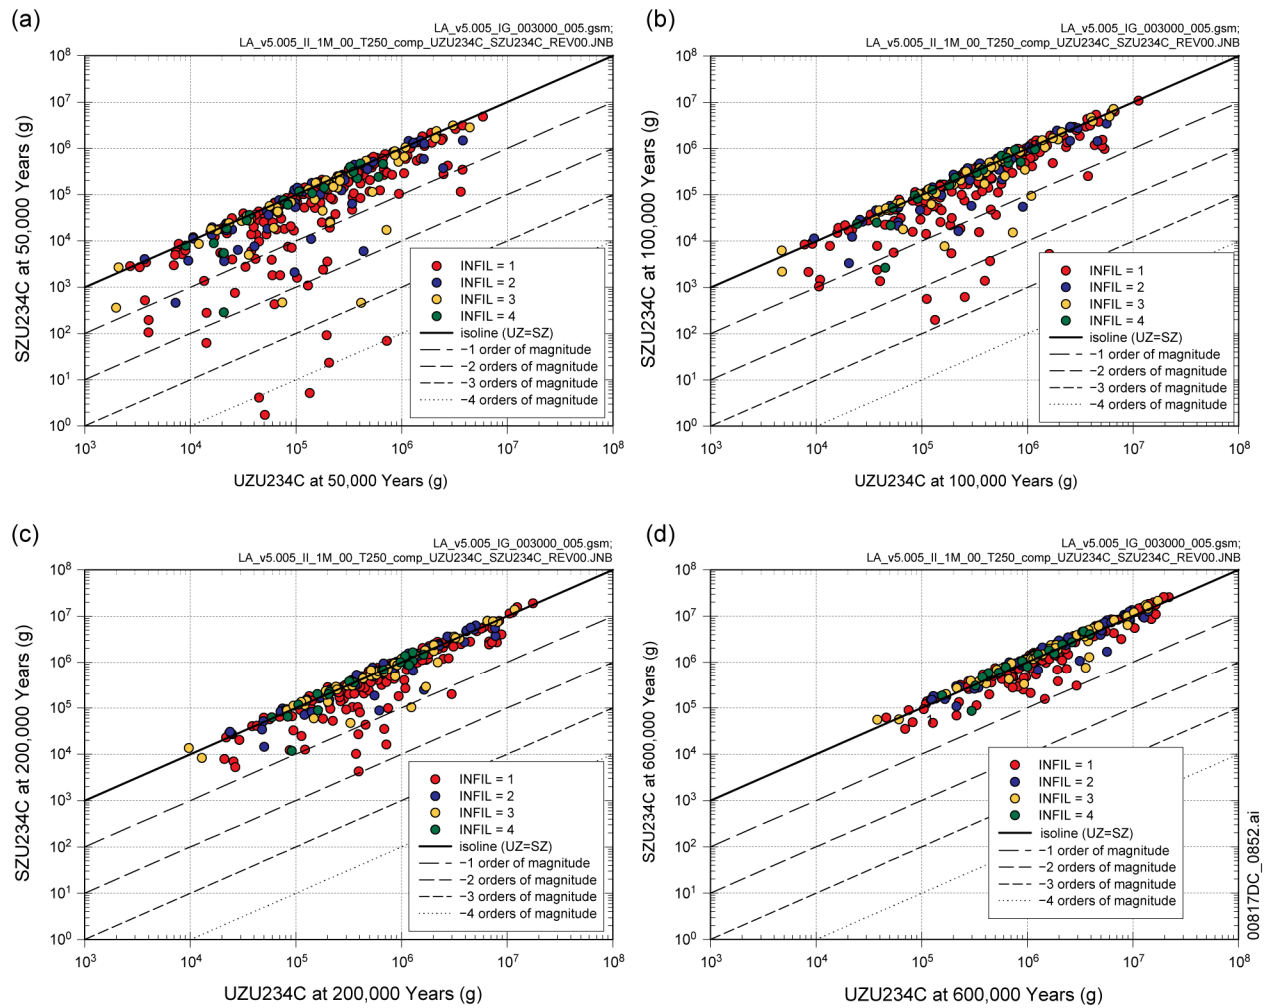 (a)
LA_v5.005_IG_003000_005.gsm;
LA_v5.005_II_1M_00_T250_comp_UZU234C_SZU234C_REV00.JNB
10⁸
10⁷
10⁶
10⁵
10⁴
10³
10²
10¹
10⁰
SZU234C at 50,000 Years (g)
INFIL = 1
INFIL = 2
INFIL = 3
INFIL = 4
isoline (UZ=SZ)
−1 order of magnitude
−2 orders of magnitude
−3 orders of magnitude
−4 orders of magnitude
10³ 10⁴ 10⁵ 10⁶ 10⁷ 10⁸
UZU234C at 50,000 Years (g)
(b)
LA_v5.005_IG_003000_005.gsm;
LA_v5.005_II_1M_00_T250_comp_UZU234C_SZU234C_REV00.JNB
10⁸
10⁷
10⁶
10⁵
10⁴
10³
10²
10¹
10⁰
SZU234C at 100,000 Years (g)
INFIL = 1
INFIL = 2
INFIL = 3
INFIL = 4
isoline (UZ=SZ)
−1 order of magnitude
−2 orders of magnitude
−3 orders of magnitude
−4 orders of magnitude
10³ 10⁴ 10⁵ 10⁶ 10⁷ 10⁸
UZU234C at 100,000 Years (g)
(c)
LA_v5.005_IG_003000_005.gsm;
LA_v5.005_II_1M_00_T250_comp_UZU234C_SZU234C_REV00.JNB
10⁸
10⁷
10⁶
10⁵
10⁴
10³
10²
10¹
10⁰
SZU234C at 200,000 Years (g)
INFIL = 1
INFIL = 2
INFIL = 3
INFIL = 4
isoline (UZ=SZ)
−1 order of magnitude
−2 orders of magnitude
−3 orders of magnitude
−4 orders of magnitude
10³ 10⁴ 10⁵ 10⁶ 10⁷ 10⁸
UZU234C at 200,000 Years (g)
(d)
LA_v5.005_IG_003000_005.gsm;
LA_v5.005_II_1M_00_T250_comp_UZU234C_SZU234C_REV00.JNB
10⁸
10⁷
10⁶
10⁵
10⁴
10³
10²
10¹
10⁰
SZU234C at 600,000 Years (g)
1
INFIL = 1
INFIL = 2
INFIL = 3
INFIL = 4
isoline (UZ=SZ)
−1 order of magnitude
−2 orders of magnitude
−3 orders of magnitude
−4 orders of magnitude
10³ 10⁴ 10⁵ 10⁶ 10⁷ 10⁸
UZU234C at 600,000 Years (g)
00817DC_0852.ai